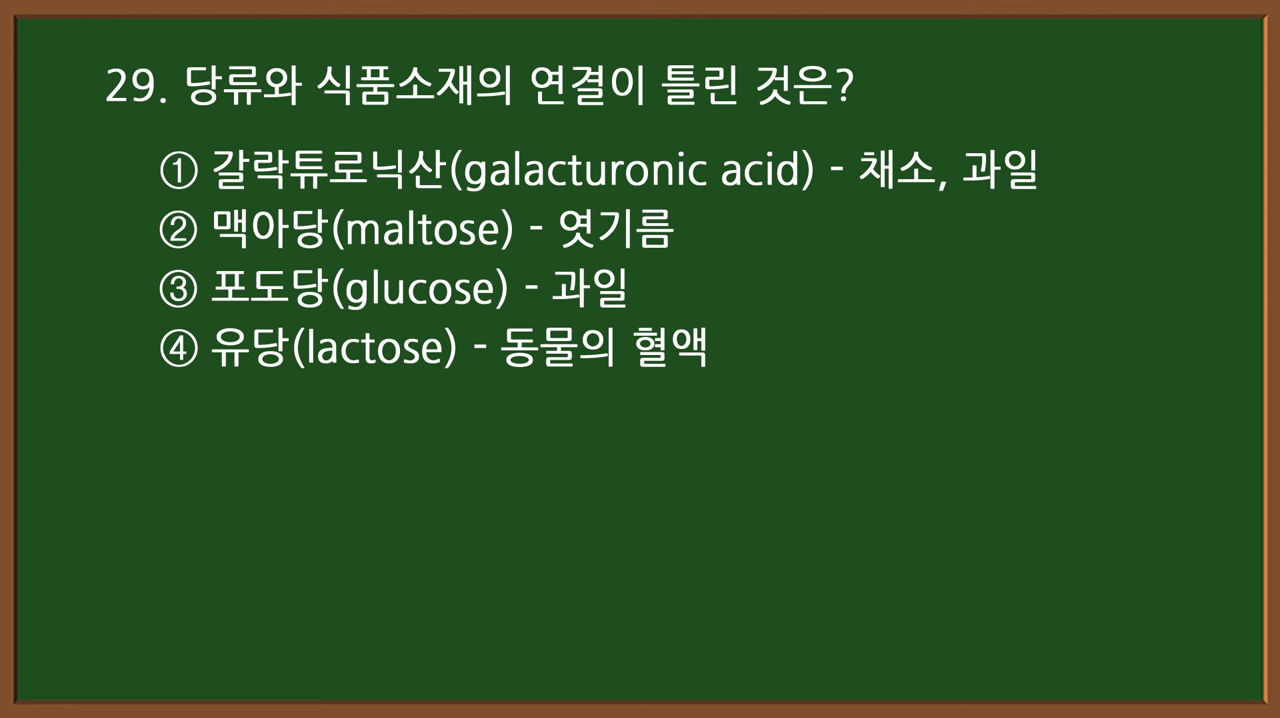 29. 당류와 식품소재의 연결이 틀린 것은?
① 갈락튜로닉산(galacturonic acid) - 채소, 과일
② 맥아당(maltose) - 엿기름
③ 포도당(glucose) - 과일
④ 유당(lactose) - 동물의 혈액